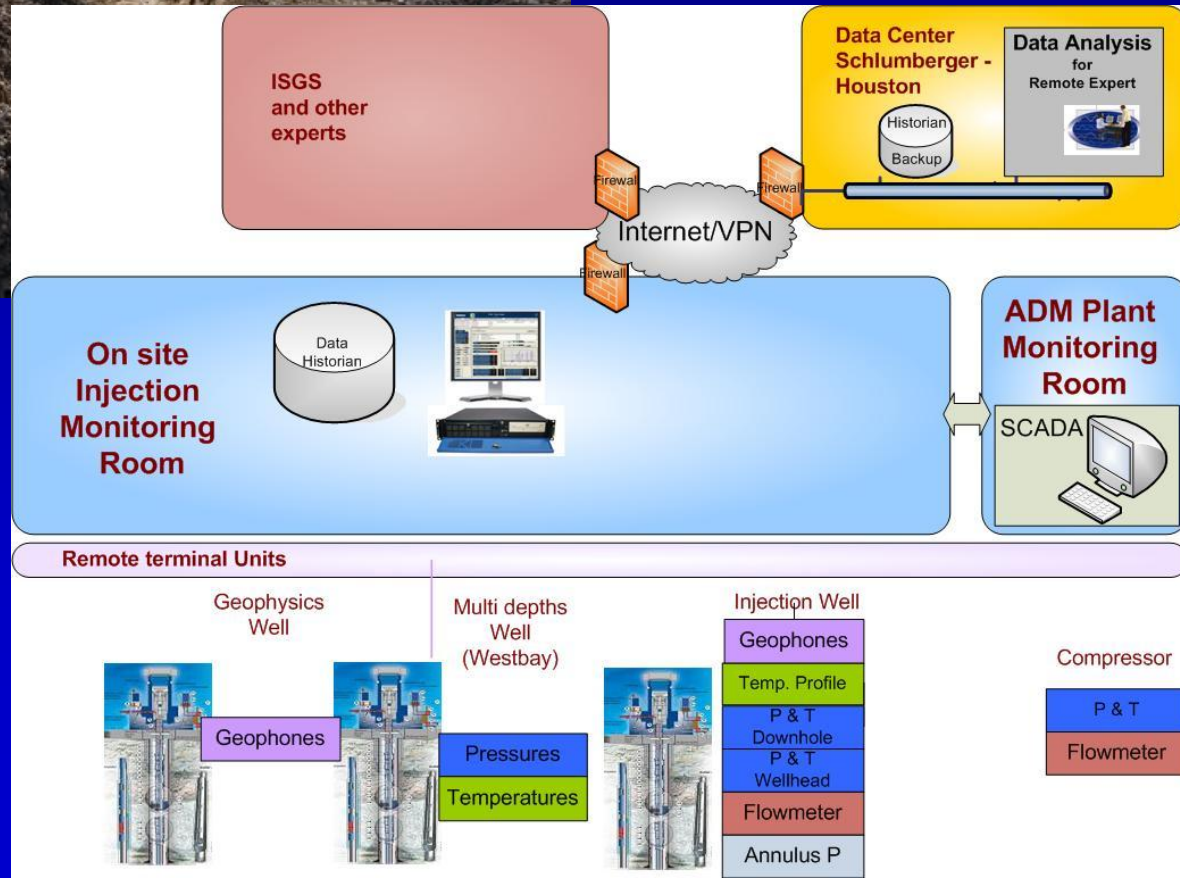 ISGS
and other
experts
Data Center
Schlumberger -
Houston
Data Analysis
for
Remote Expert
Historian
Backup
Firewall
Firewall
Internet/VPN
Firewall
On site
Injection
Monitoring
Room
Data
Historian
ADM Plant
Monitoring
Room
SCADA
Remote terminal Units
Geophysics
Well
Multi depths
Well
(Westbay)
Injection Well
Compressor
Geophones
Pressures
Temperatures
Geophones
Temp. Profile
P & T
Downhole
P & T
Wellhead
Flowmeter
Annulus P
P & T
Flowmeter